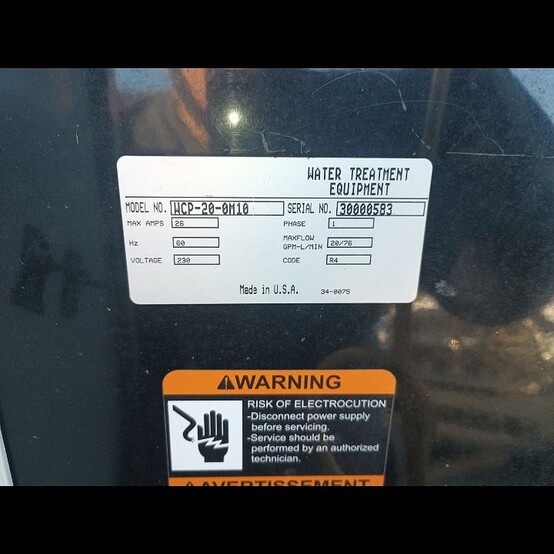 WATER TREATMENT
EQUIPMENT
MODEL NO. WCP-20-0M10 SERIAL NO. 30000583
MAX AMPS 26 PHASE 1
Hz 60 MAXFLOW GPM-L/MIN 20/76
VOLTAGE 230 CODE R4
Made in U.S.A. 34-0075
WARNING
RISK OF ELECTROCUTION
-Disconnect power supply
before servicing.
-Service should be
performed by an authorized
technician.
AVERTISSEMENT